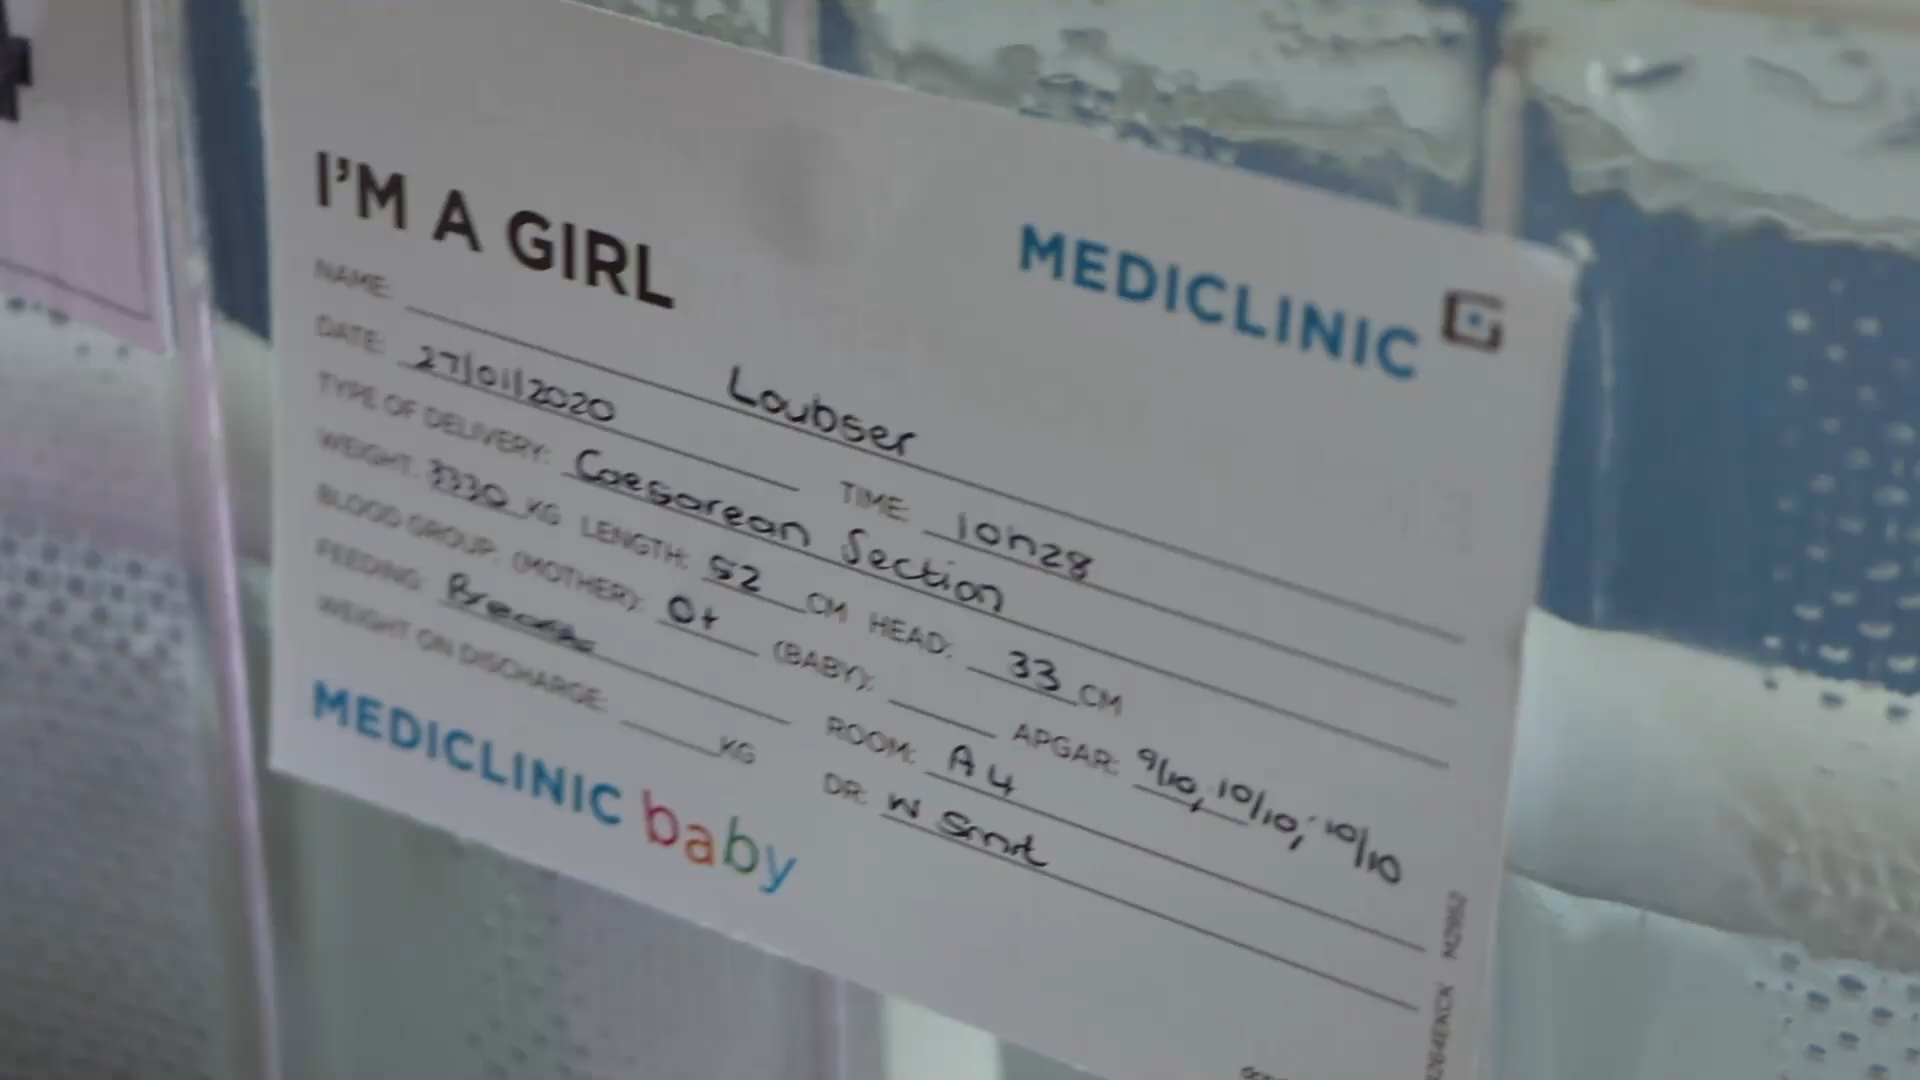 I'M A GIRL
MEDICLINIC
NAME: Loubser
DATE: 27/01/2020 TIME: 10h28
TYPE OF DELIVERY: Caesarean Section
WEIGHT: 3330 KG LENGTH: 52 CM HEAD: 33 CM
BLOOD GROUP: (MOTHER): O+ (BABY): APGAR: 9/10, 10/10, 10/10
FEEDING: ROOM: A4
WEIGHT ON DISCHARGE: KG DR: W Smit
MEDICLINIC baby